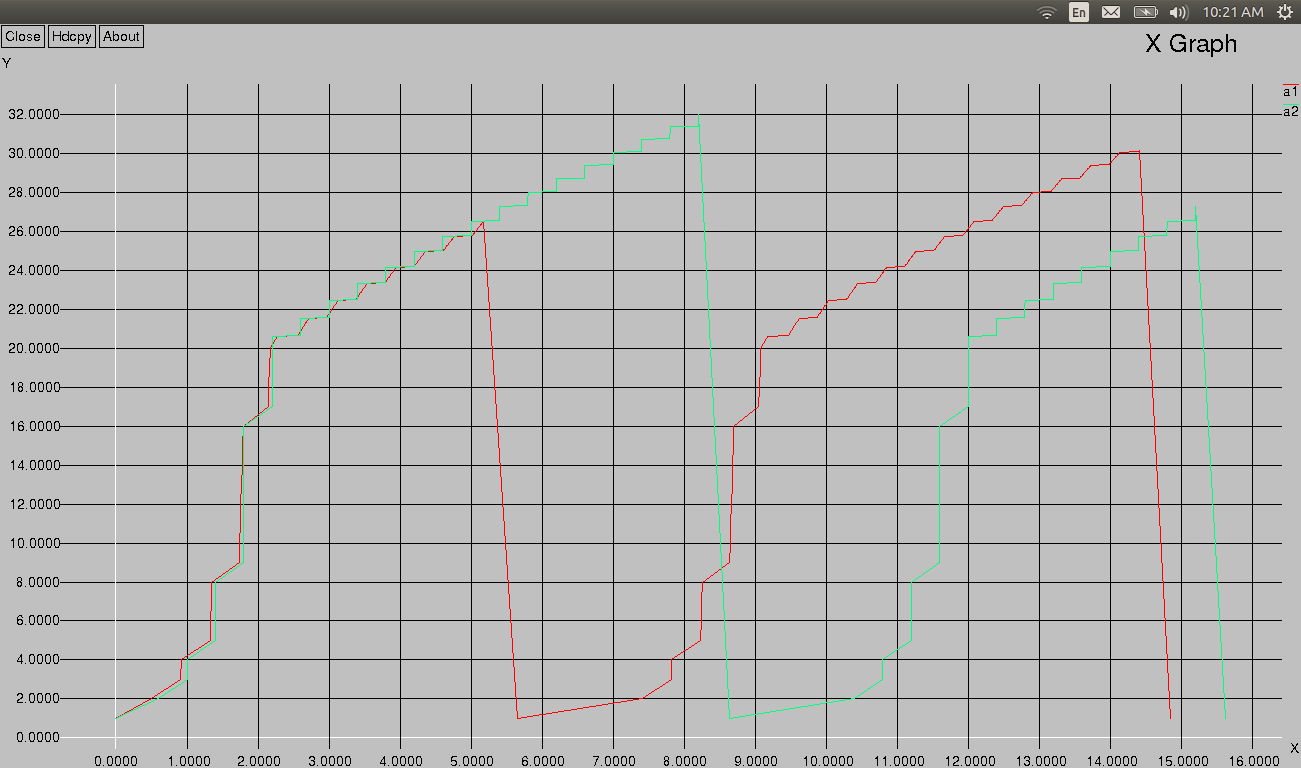 En 10:21 AM
Close Hdcpy About
X Graph
Y
a1
a2
32.0000
30.0000
28.0000
26.0000
24.0000
22.0000
20.0000
18.0000
16.0000
14.0000
12.0000
10.0000
8.0000
6.0000
4.0000
2.0000
0.0000
X
0.0000 1.0000 2.0000 3.0000 4.0000 5.0000 6.0000 7.0000 8.0000 9.0000 10.0000 11.0000 12.0000 13.0000 14.0000 15.0000 16.0000